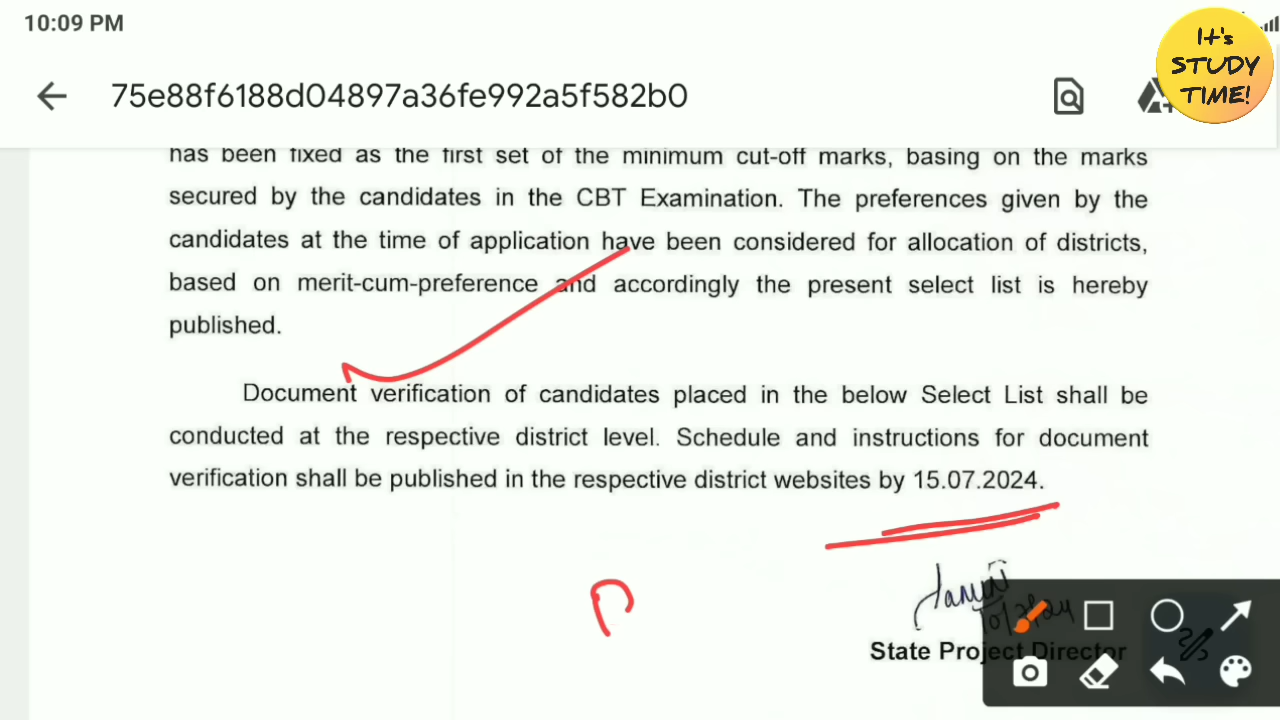 10:09 PM
It's
STUDY
TIME!
75e88f6188d04897a36fe992a5f582b0
has been fixed as the first set of the minimum cut-off marks, basing on the marks
secured by the candidates in the CBT Examination. The preferences given by the
candidates at the time of application have been considered for allocation of districts,
based on merit-cum-preference and accordingly the present select list is hereby
published.
Document verification of candidates placed in the below Select List shall be
conducted at the respective district level. Schedule and instructions for document
verification shall be published in the respective district websites by 15.07.2024.
State Project Director